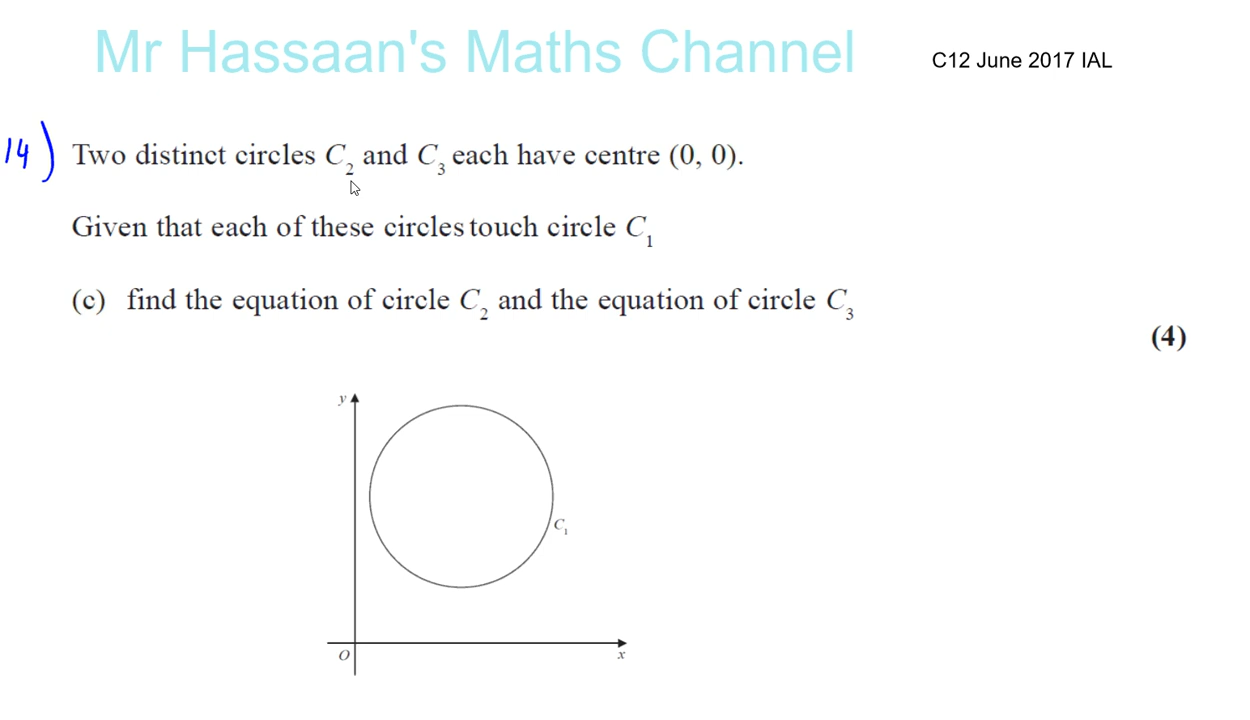 Mr Hassaan's Maths Channel
C12 June 2017 IAL
14) Two distinct circles C₂ and C₃ each have centre (0, 0).
Given that each of these circles touch circle C₁
(c) find the equation of circle C₂ and the equation of circle C₃
(4)
y
C₁
O
x